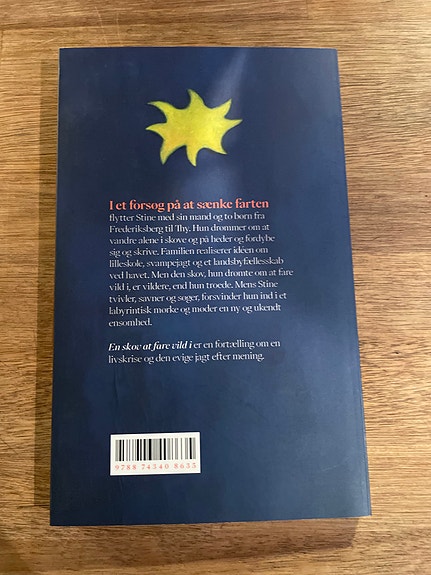 I et forsøg på at sænke farten
flytter Stine med sin mand og to børn fra
Frederiksberg til Thy. Hun drømmer om at
vandre alene i skove og på heder og fordybe
sig og skrive. Familien realiserer idéen om
lilleskole, svampejagt og et landsbyfællesskab
ved havet. Men den skov, hun drømte om at fare
vild i, er vildere, end hun troede. Mens Stine
tvivler, savner og søger, forsvinder hun ind i et
labyrintisk mørke og møder en ny og ukendt
ensomhed.
En skov at fare vild i er en fortælling om en
livskrise og den evige jagt efter mening.
9788 74340 8635